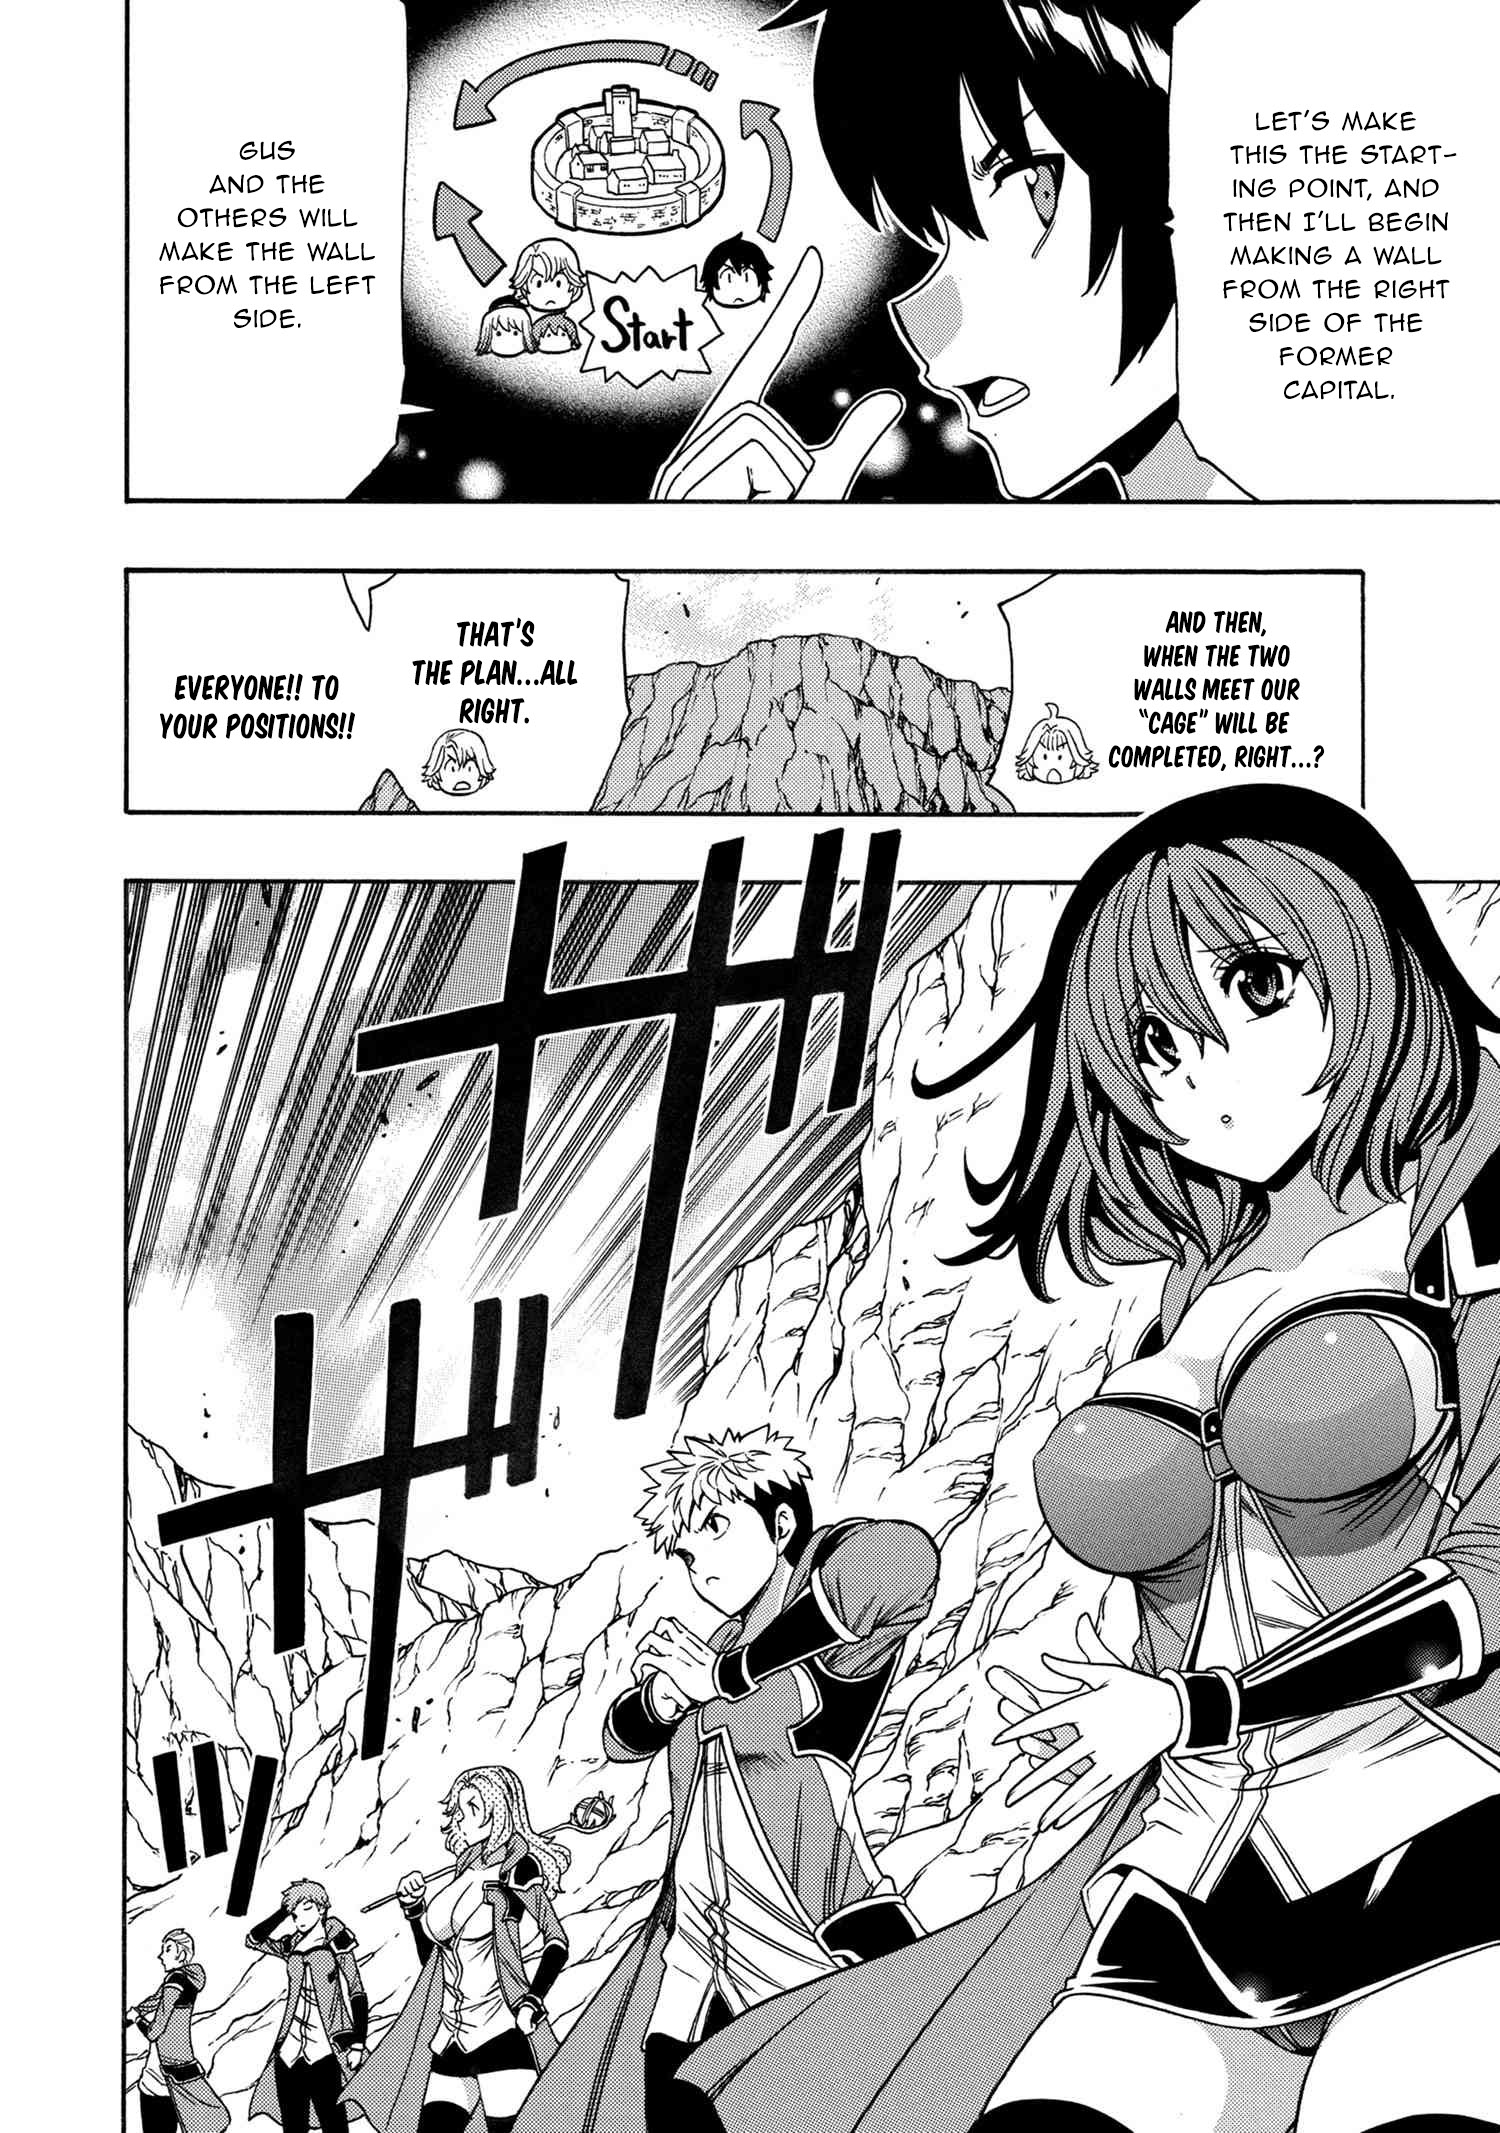 LET'S MAKE
THIS THE START-
ING POINT, AND
THEN I'LL BEGIN
MAKING A WALL
FROM THE RIGHT
SIDE OF THE
FORMER
CAPITAL.
GUS
AND THE
OTHERS WILL
MAKE THE WALL
FROM THE LEFT
SIDE.
Start
AND THEN,
WHEN THE TWO
WALLS MEET OUR
"CAGE" WILL BE
COMPLETED, RIGHT...?
THAT'S
THE PLAN...ALL
RIGHT.
EVERYONE!! TO
YOUR POSITIONS!!
ザザ